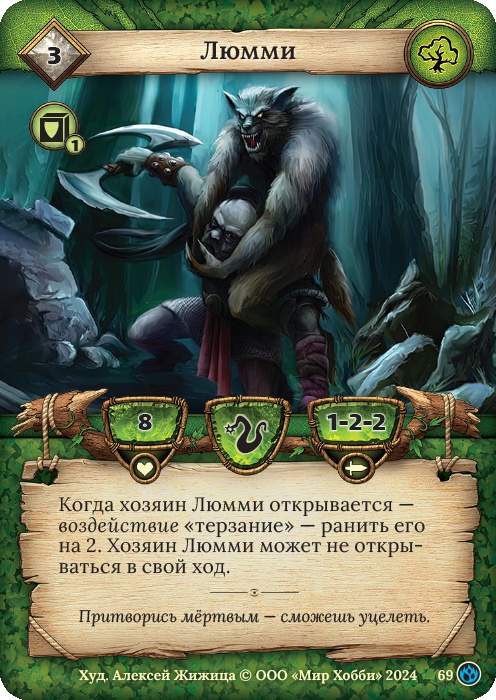 3
Люмми
1
8
1-2-2
Когда хозяин Люмми открывается —
воздействие «терзание» — ранить его
на 2. Хозяин Люмми может не откры-
ваться в свой ход.
Притворись мёртвым — сможешь уцелеть.
Худ. Алексей Жижица © ООО «Мир Хобби» 2024 69